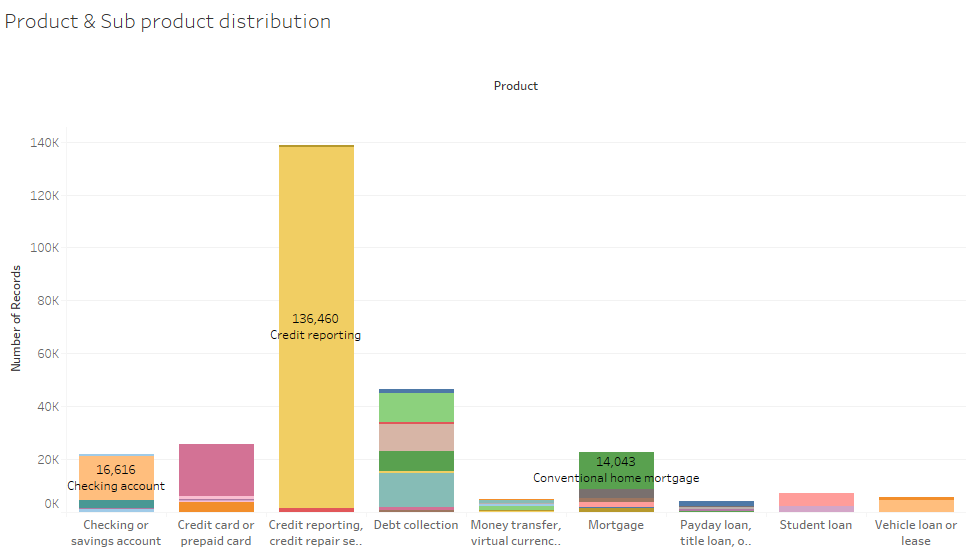 Product & Sub product distribution
Product
Number of Records
140K
120K
100K
80K
60K
40K
20K
0K
136,460
Credit reporting
16,616
Checking account
14,043
Conventional home mortgage
Checking or
savings account
Credit card or
prepaid card
Credit reporting,
credit repair se..
Debt collection
Money transfer,
virtual currenc..
Mortgage
Payday loan,
title loan, o..
Student loan
Vehicle loan or
lease